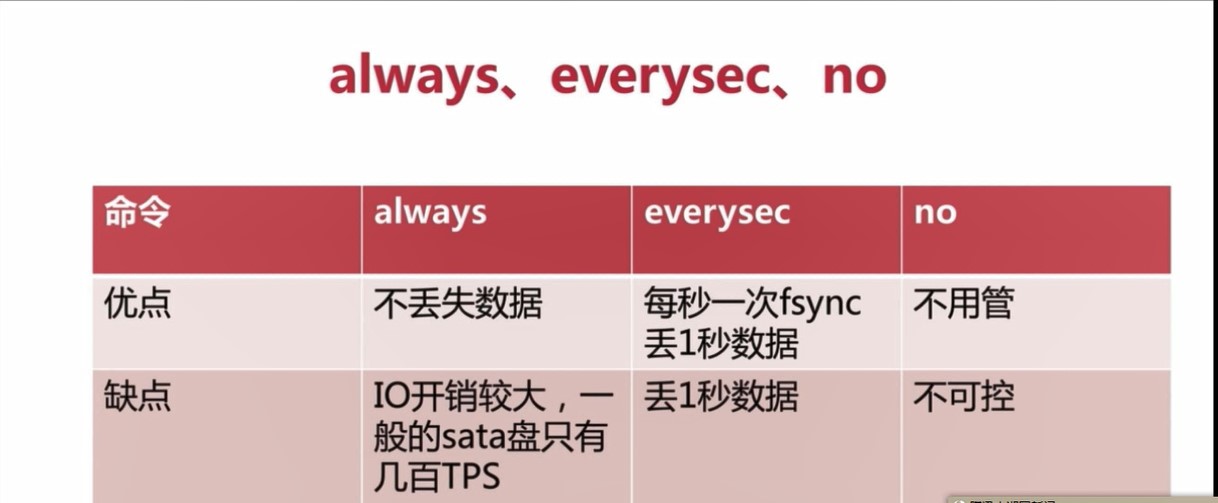 always、everysec、no
命令 always everysec no
优点 不丢失数据 每秒一次fsync 不用管
丢1秒数据
缺点 IO开销较大，一 丢1秒数据 不可控
般的sata盘只有
几百TPS